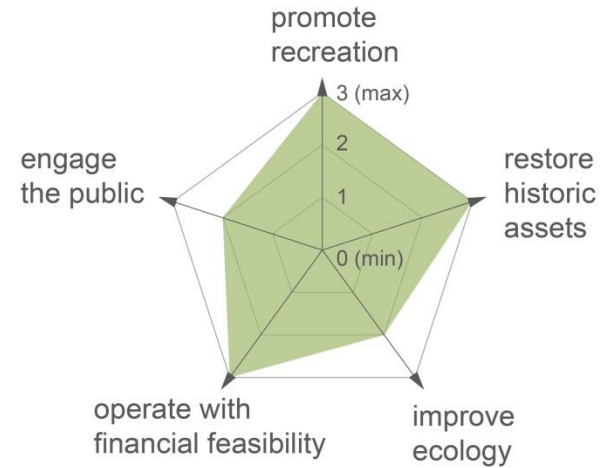 promote
recreation
3 (max)
2
engage
the public
restore
historic
assets
1
0 (min)
operate with
financial feasibility
improve
ecology